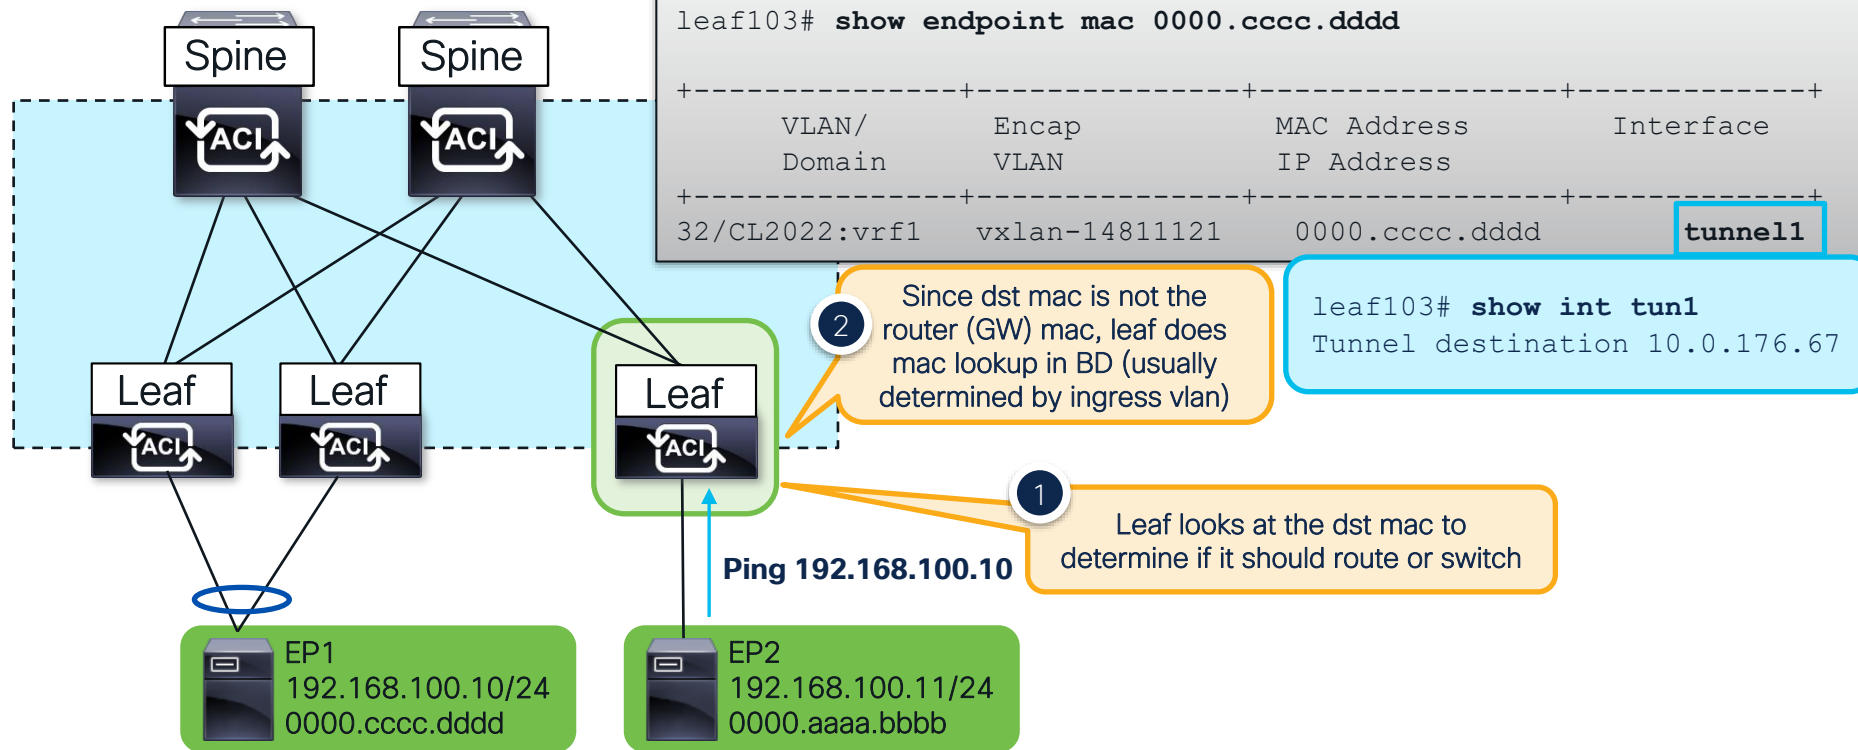 Spine
Spine
ACI
ACI
leaf103# show endpoint mac 0000.cccc.dddd
+---------------+---------------+-----------------+-------------+
VLAN/ Encap MAC Address Interface
Domain VLAN IP Address
+---------------+---------------+-----------------+-------------+
32/CL2022:vrf1 vxlan-14811121 0000.cccc.dddd tunnel1
leaf103# show int tun1
Tunnel destination 10.0.176.67
2
Since dst mac is not the
router (GW) mac, leaf does
mac lookup in BD (usually
determined by ingress vlan)
Leaf
Leaf
Leaf
ACI
ACI
ACI
1
Leaf looks at the dst mac to
determine if it should route or switch
Ping 192.168.100.10
EP1
192.168.100.10/24
0000.cccc.dddd
EP2
192.168.100.11/24
0000.aaaa.bbbb